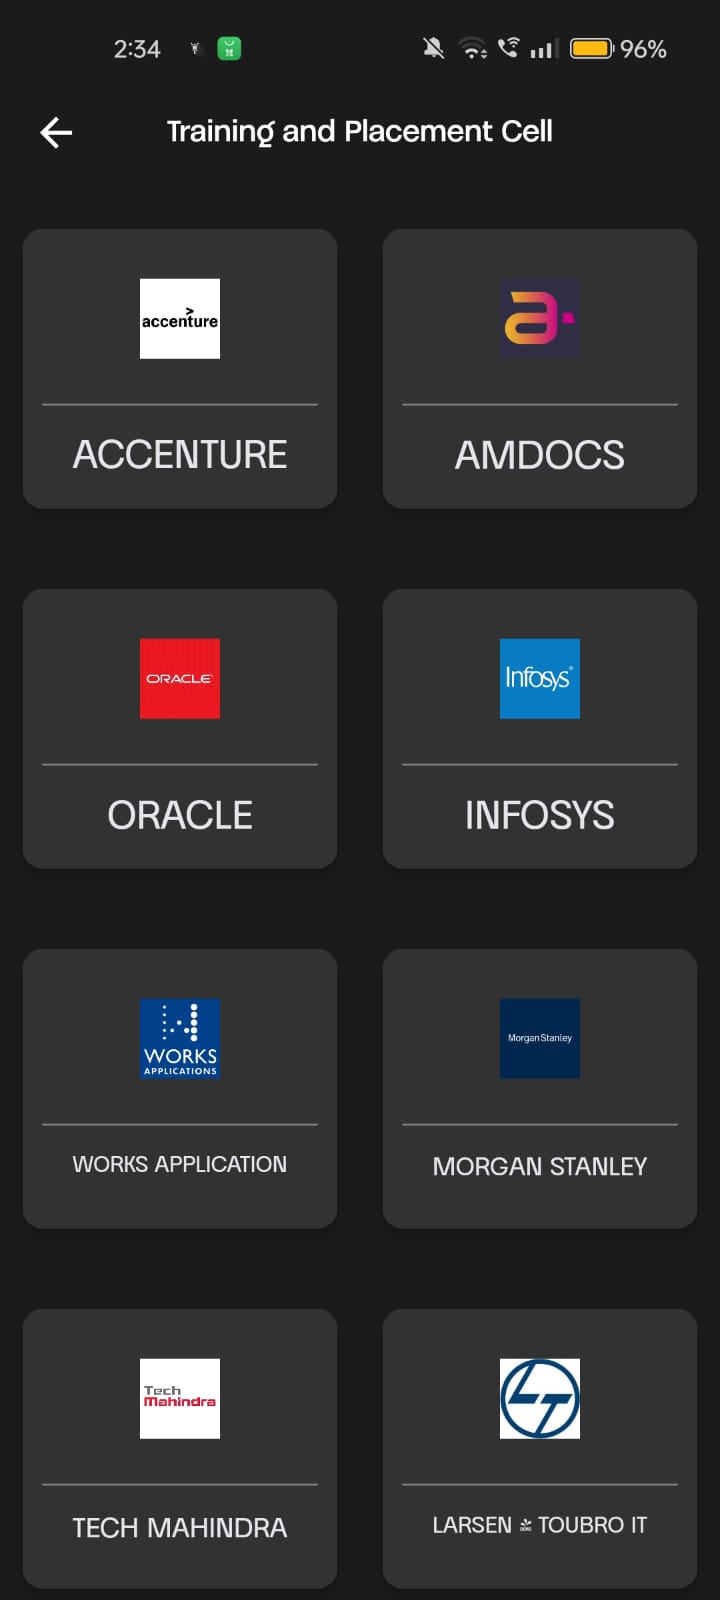 2:34
96%
Training and Placement Cell
accenture
ACCENTURE
AMDOCS
ORACLE
ORACLE
Infosys
INFOSYS
WORKS
APPLICATIONS
WORKS APPLICATION
Morgan Stanley
MORGAN STANLEY
Tech
Mahindra
TECH MAHINDRA
LARSEN & TOUBRO IT